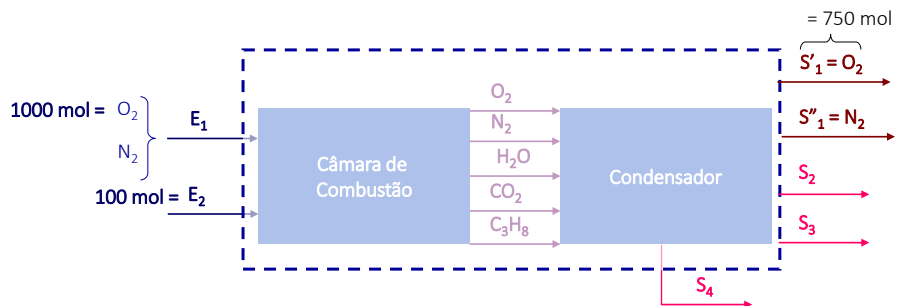 = 750 mol
S'₁ = O₂
1000 mol = O₂
N₂
E₁
100 mol = E₂
Câmara de
Combustão
O₂
N₂
H₂O
CO₂
C₃H₈
Condensador
S"₁ = N₂
S₂
S₃
S₄